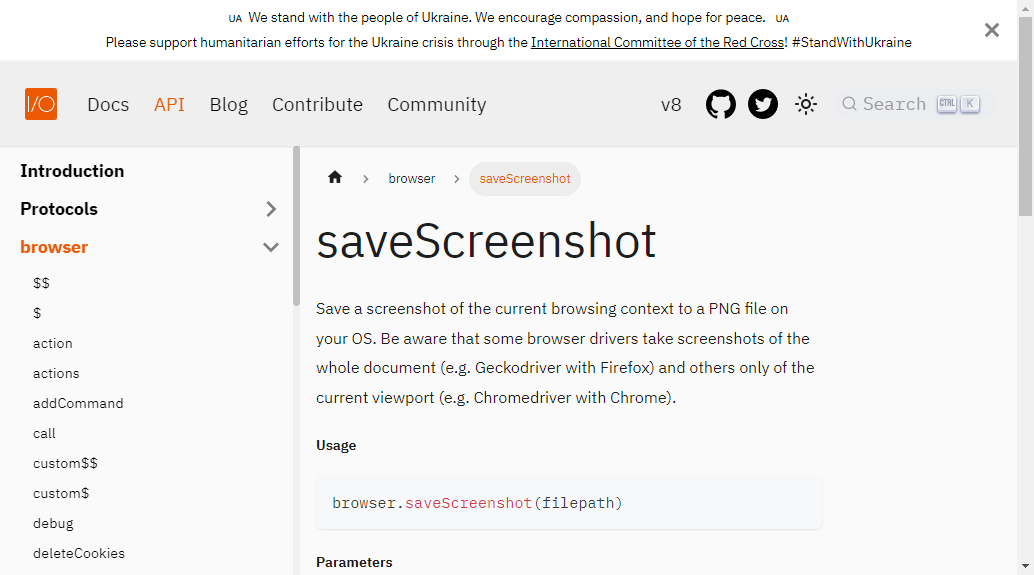 UA We stand with the people of Ukraine. We encourage compassion, and hope for peace. UA
Please support humanitarian efforts for the Ukraine crisis through the International Committee of the Red Cross! #StandWithUkraine
I/O
Docs API Blog Contribute Community v8 Search CTRL K
Introduction
Protocols
browser
$$
$
action
actions
addCommand
call
custom$$
custom$
debug
deleteCookies
browser saveScreenshot
saveScreenshot
Save a screenshot of the current browsing context to a PNG file on
your OS. Be aware that some browser drivers take screenshots of the
whole document (e.g. Geckodriver with Firefox) and others only of the
current viewport (e.g. Chromedriver with Chrome).
Usage
browser.saveScreenshot(filepath)
Parameters